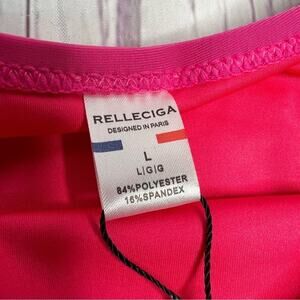 RELLECIGA
DESIGNED IN PARIS
L
L|G|G
84%POLYESTER
16%SPANDEX